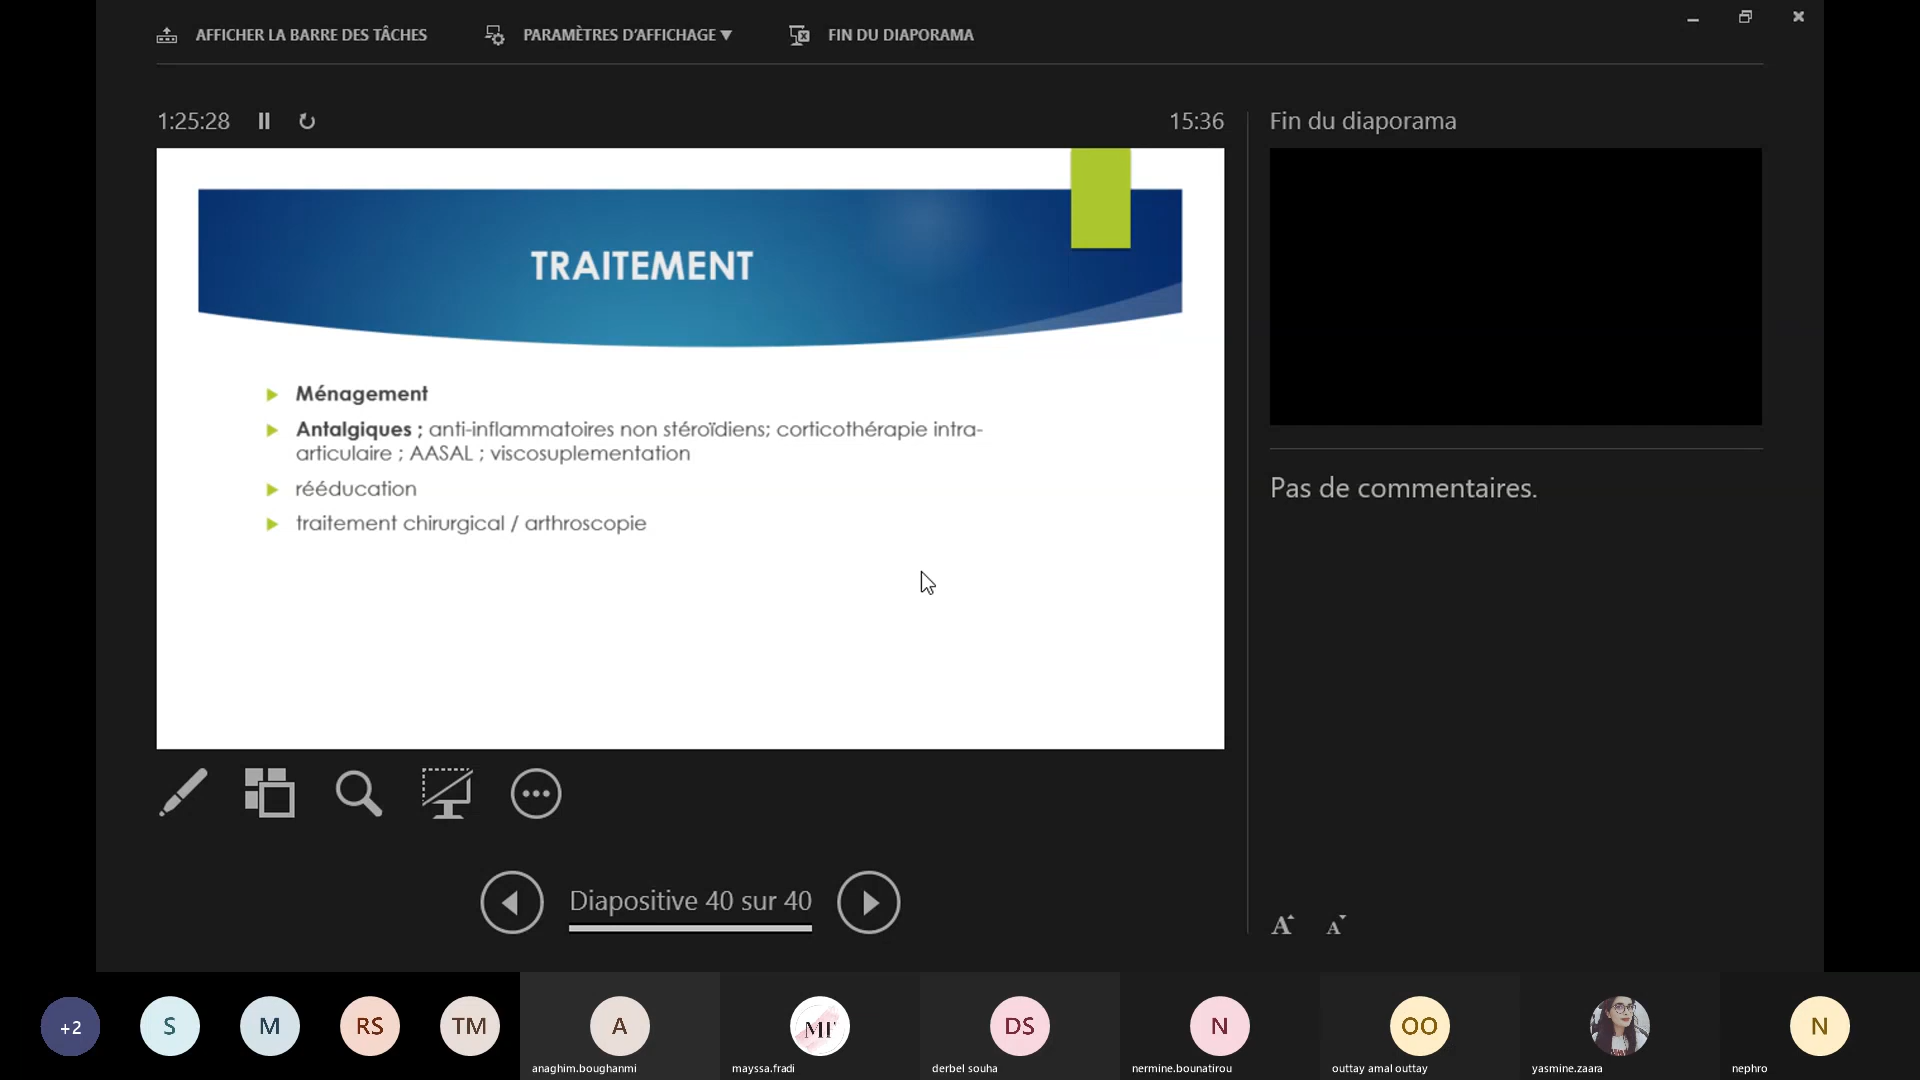 AFFICHER LA BARRE DES TÂCHES
PARAMÈTRES D'AFFICHAGE ▼
FIN DU DIAPORAMA
1:25:28
15:36
Fin du diaporama
TRAITEMENT
Ménagement
Antalgiques ; anti-inflammatoires non stéroïdiens; corticothérapie intra-
articulaire ; AASAL ; viscosuplementation
rééducation
traitement chirurgical / arthroscopie
Pas de commentaires.
Diapositive 40 sur 40
A A
+2
S
M
RS
TM
A
MF
DS
N
OO
N
anaghim.boughanmi
mayssa.fradi
derbel souha
nermine.bounatirou
outtay amal outtay
yasmine.zaara
nephro